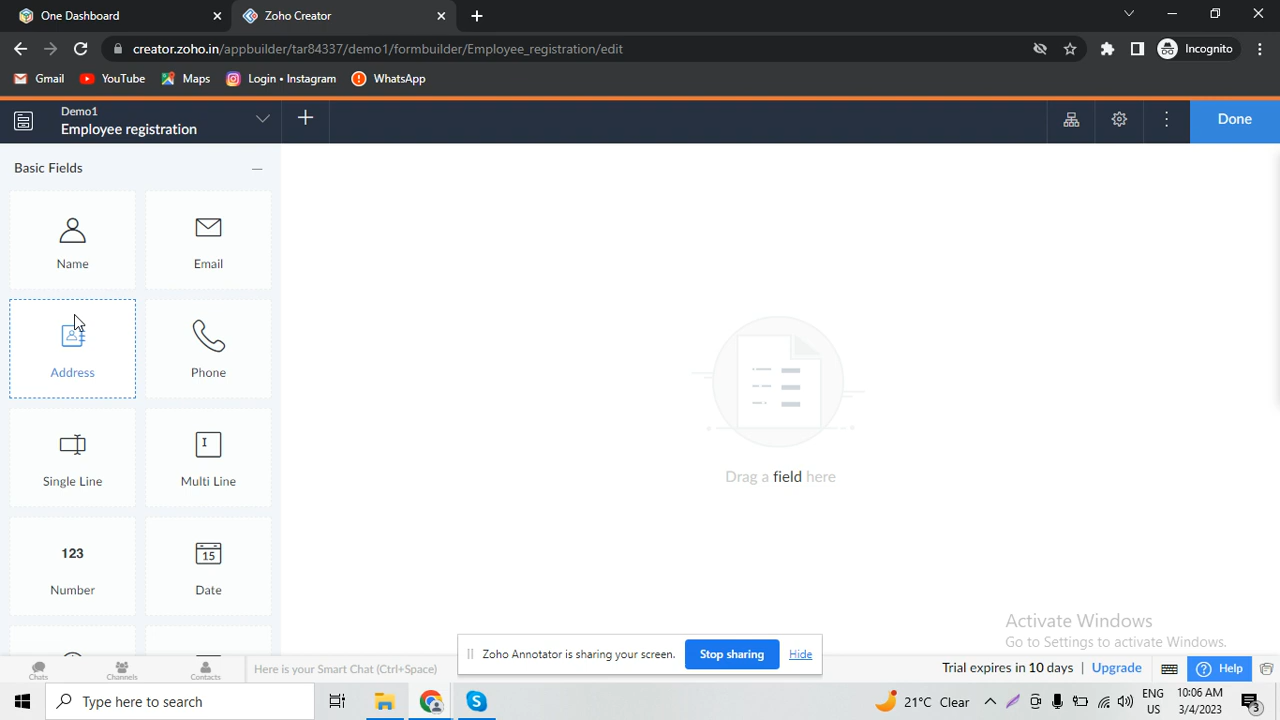 One Dashboard
Zoho Creator
creator.zoho.in/appbuilder/tar84337/demo1/formbuilder/Employee_registration/edit
Incognito
Gmail
YouTube
Maps
Login • Instagram
WhatsApp
Demo1
Employee registration
Done
Basic Fields
Name
Email
Address
Phone
Single Line
Multi Line
123
Number
15
Date
Drag a field here
Activate Windows
Go to Settings to activate Windows.
Zoho Annotator is sharing your screen.
Stop sharing
Hide
Chats
Channels
Contacts
Here is your Smart Chat (Ctrl+Space)
Trial expires in 10 days
Upgrade
Help
Type here to search
21°C Clear
ENG
US
10:06 AM
3/4/2023
3